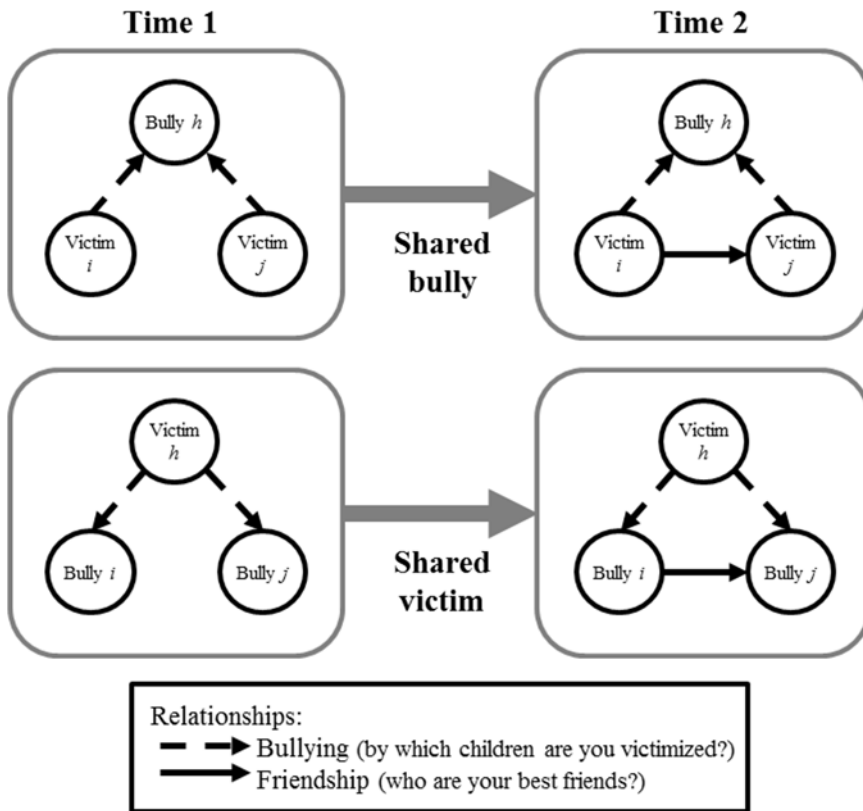 Time 1
Time 2
Bully h
Victim
i
Victim
j
Shared
bully
Bully h
Victim
i
Victim
j
Victim
h
Bully i
Bully j
Shared
victim
Victim
h
Bully i
Bully j
Relationships:
Bullying (by which children are you victimized?)
Friendship (who are your best friends?)